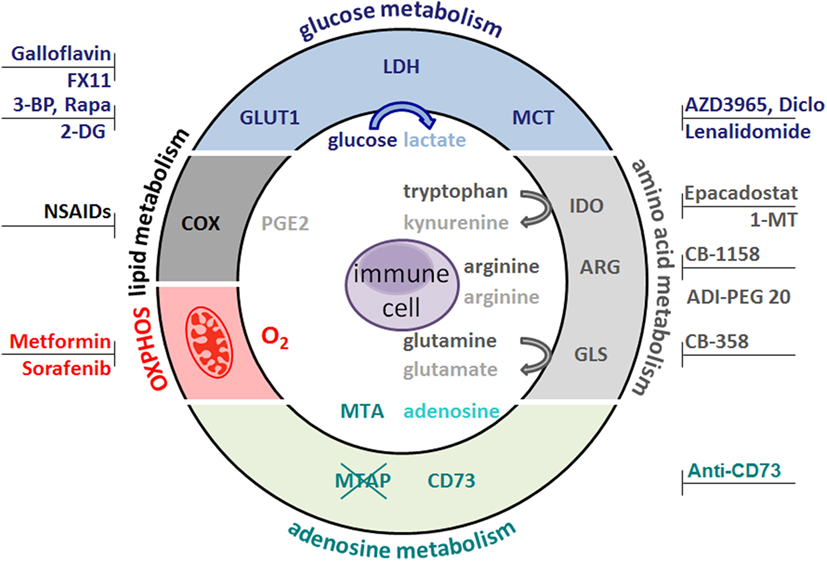 glucose metabolism
Galloflavin
FX11
3-BP, Rapa
2-DG
LDH
GLUT1
MCT
glucose lactate
AZD3965, Diclo
Lenalidomide
lipid metabolism
NSAIDs
COX
PGE2
tryptophan
kynurenine
IDO
amino acid metabolism
Epacadostat
1-MT
immune
cell
arginine
arginine
ARG
CB-1158
ADI-PEG 20
OXPHOS
Metformin
Sorafenib
O2
glutamine
glutamate
GLS
CB-358
MTA adenosine
MTAP CD73
Anti-CD73
adenosine metabolism